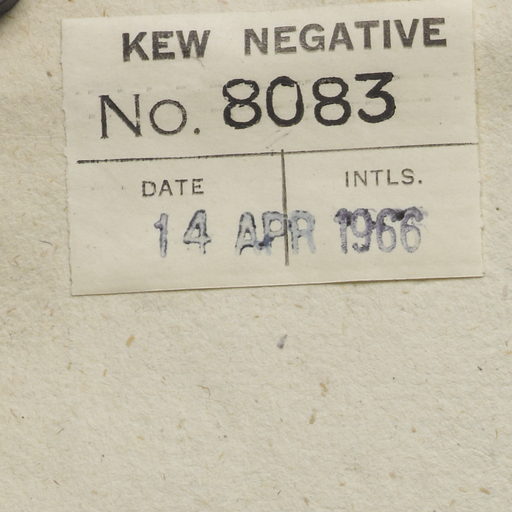 KEW NEGATIVE
No. 8083
DATE INTLS.
14 APR 1966